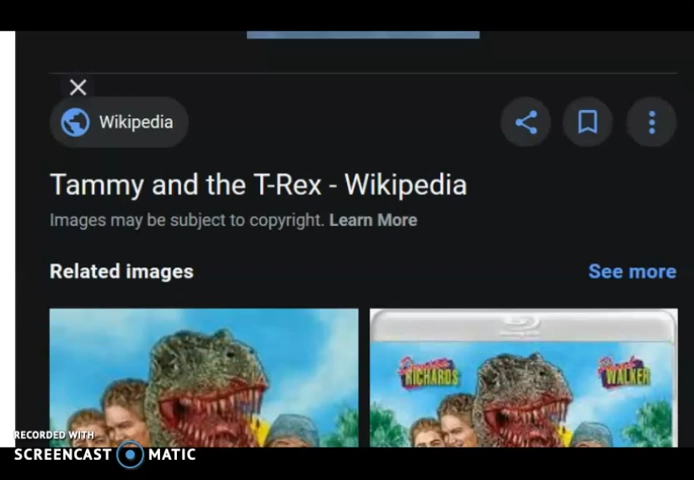 Wikipedia
Tammy and the T-Rex - Wikipedia
Images may be subject to copyright. Learn More
Related images
See more
RICHARDS
WALKER
RECORDED WITH
SCREENCAST MATIC